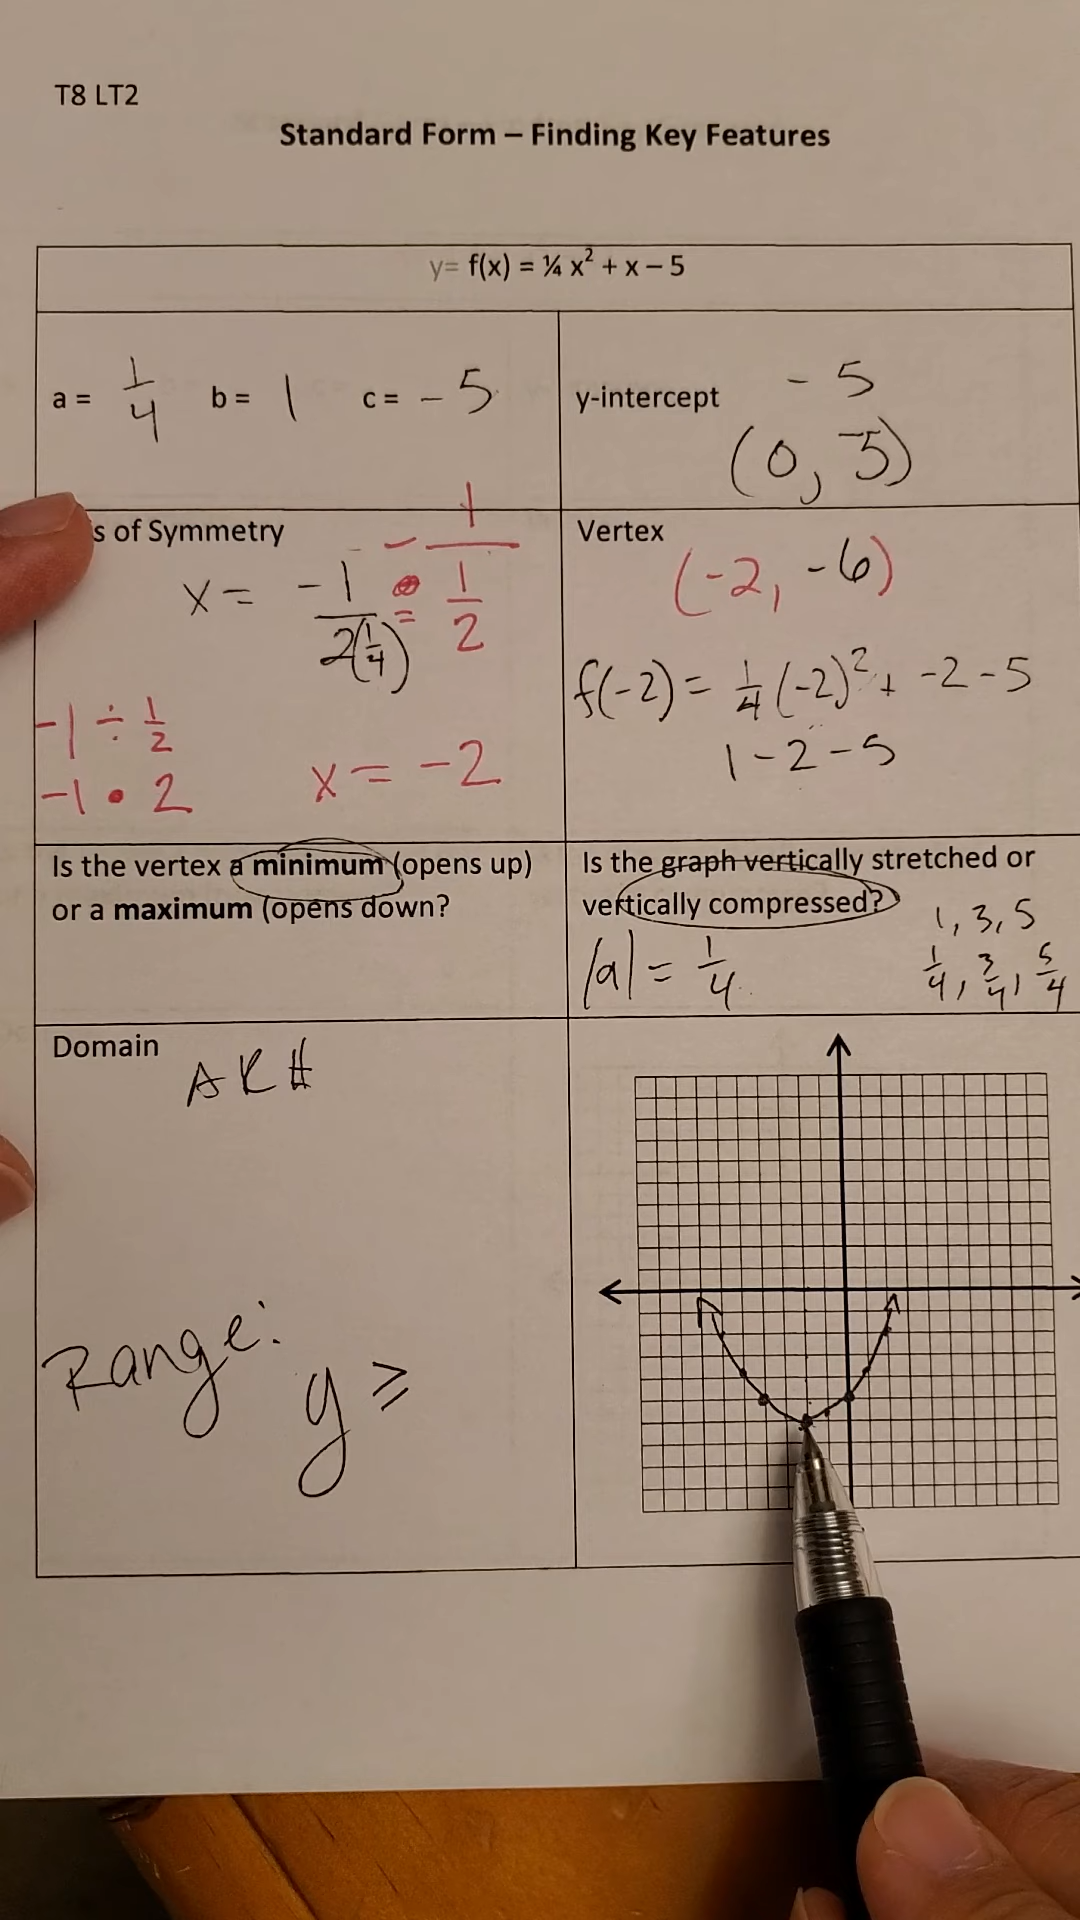 T8 LT2
Standard Form – Finding Key Features
y= f(x) = ¼ x² + x – 5
a = 1/4 b = 1 c = - 5
y-intercept - 5
(0, -5)
s of Symmetry
x = -1/2(1/4) = - 1/(1/2)
-1 ÷ 1/2
-1 • 2
x = -2
Vertex
(-2, -6)
f(-2) = 1/4 (-2)² + -2 - 5
1 - 2 - 5
Is the vertex a minimum (opens up)
or a maximum (opens down?
Is the graph vertically stretched or
vertically compressed?
|a| = 1/4
1, 3, 5
1/4, 3/4, 5/4
Domain
AR#
Range:
y ≥